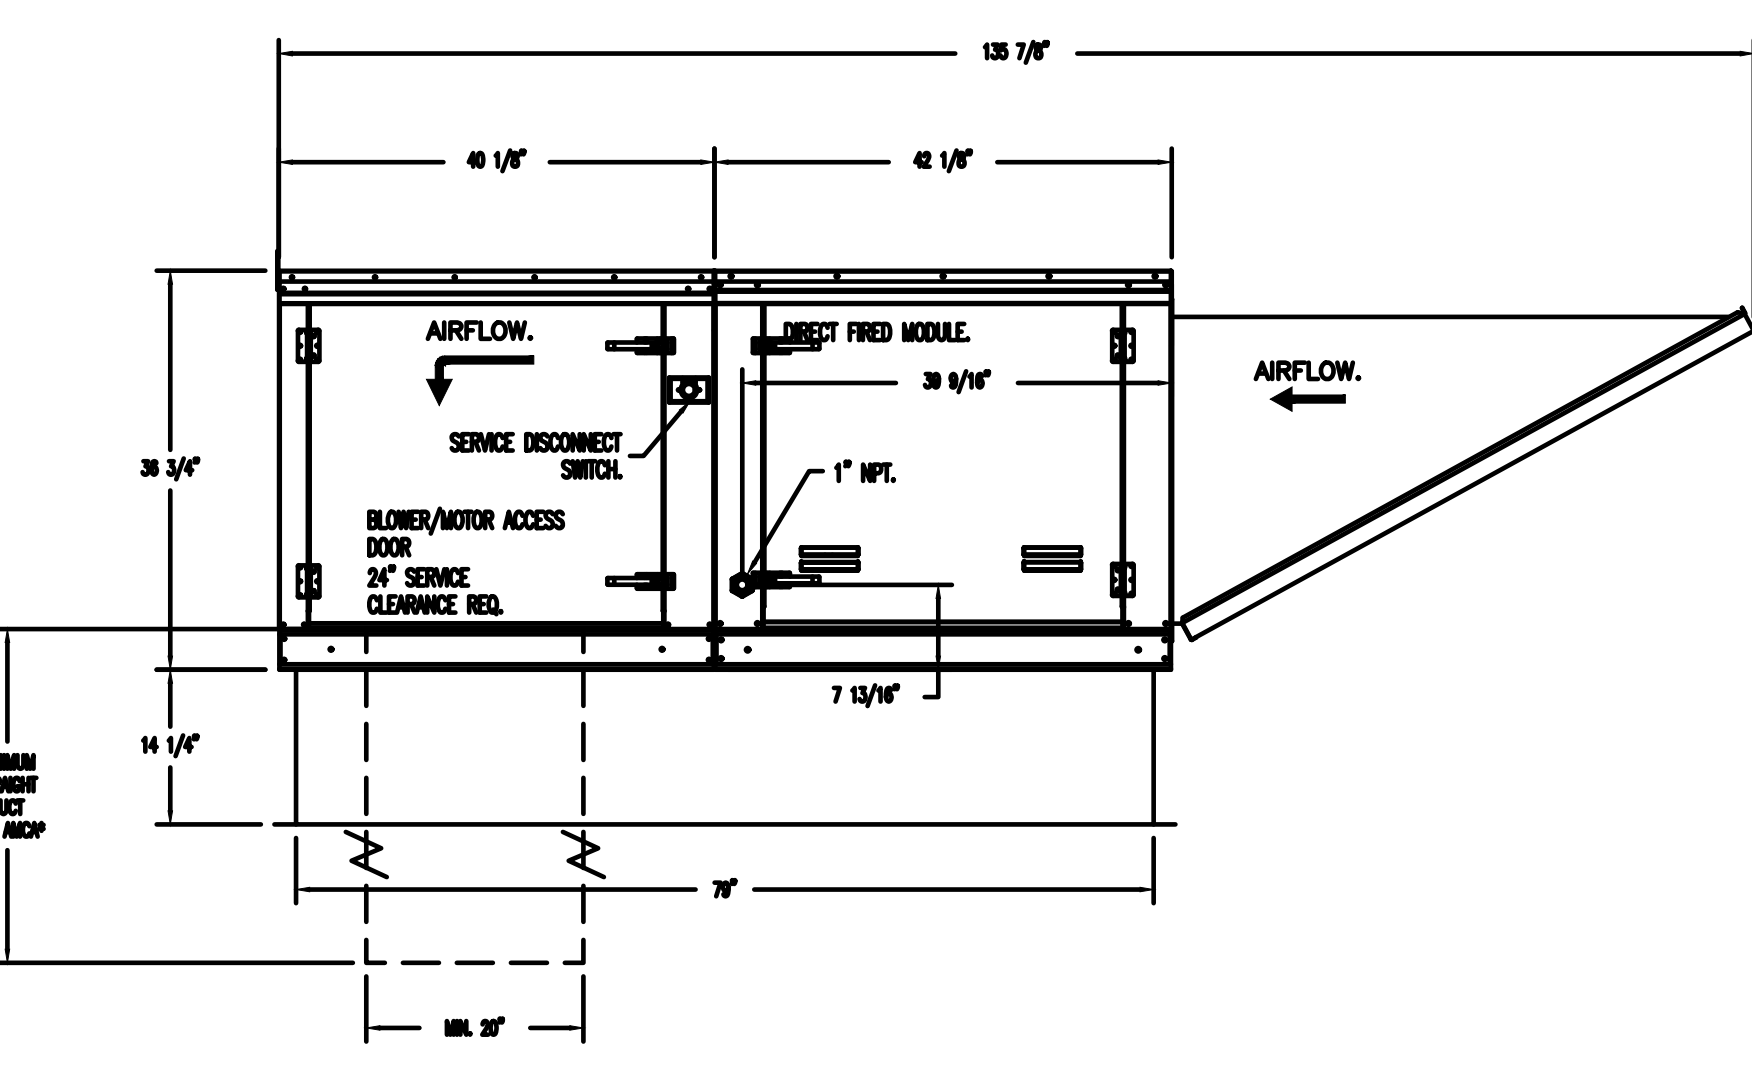 135 7/8"
40 1/8"
42 1/8"
AIRFLOW.
DIRECT FIRED MODULE.
39 9/16"
AIRFLOW.
SERVICE DISCONNECT
SWITCH.
36 3/4"
1" NPT.
BLOWER/MOTOR ACCESS
DOOR
24" SERVICE
CLEARANCE REQ.
7 13/16"
14 1/4"
AMCA*
79"
MIN. 20"